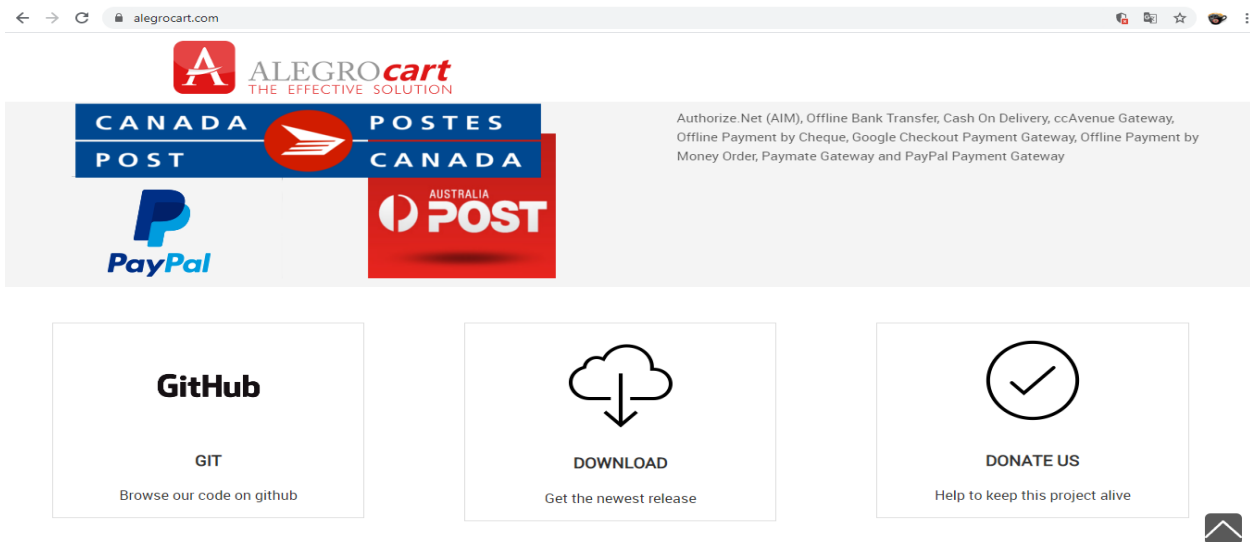 alegrocart.com
A ALEGROcart
THE EFFECTIVE SOLUTION
CANADA POSTES
POST CANADA
AUSTRALIA
POST
PayPal
Authorize.Net (AIM), Offline Bank Transfer, Cash On Delivery, ccAvenue Gateway,
Offline Payment by Cheque, Google Checkout Payment Gateway, Offline Payment by
Money Order, Paymate Gateway and PayPal Payment Gateway
GitHub
GIT
Browse our code on github
DOWNLOAD
Get the newest release
DONATE US
Help to keep this project alive